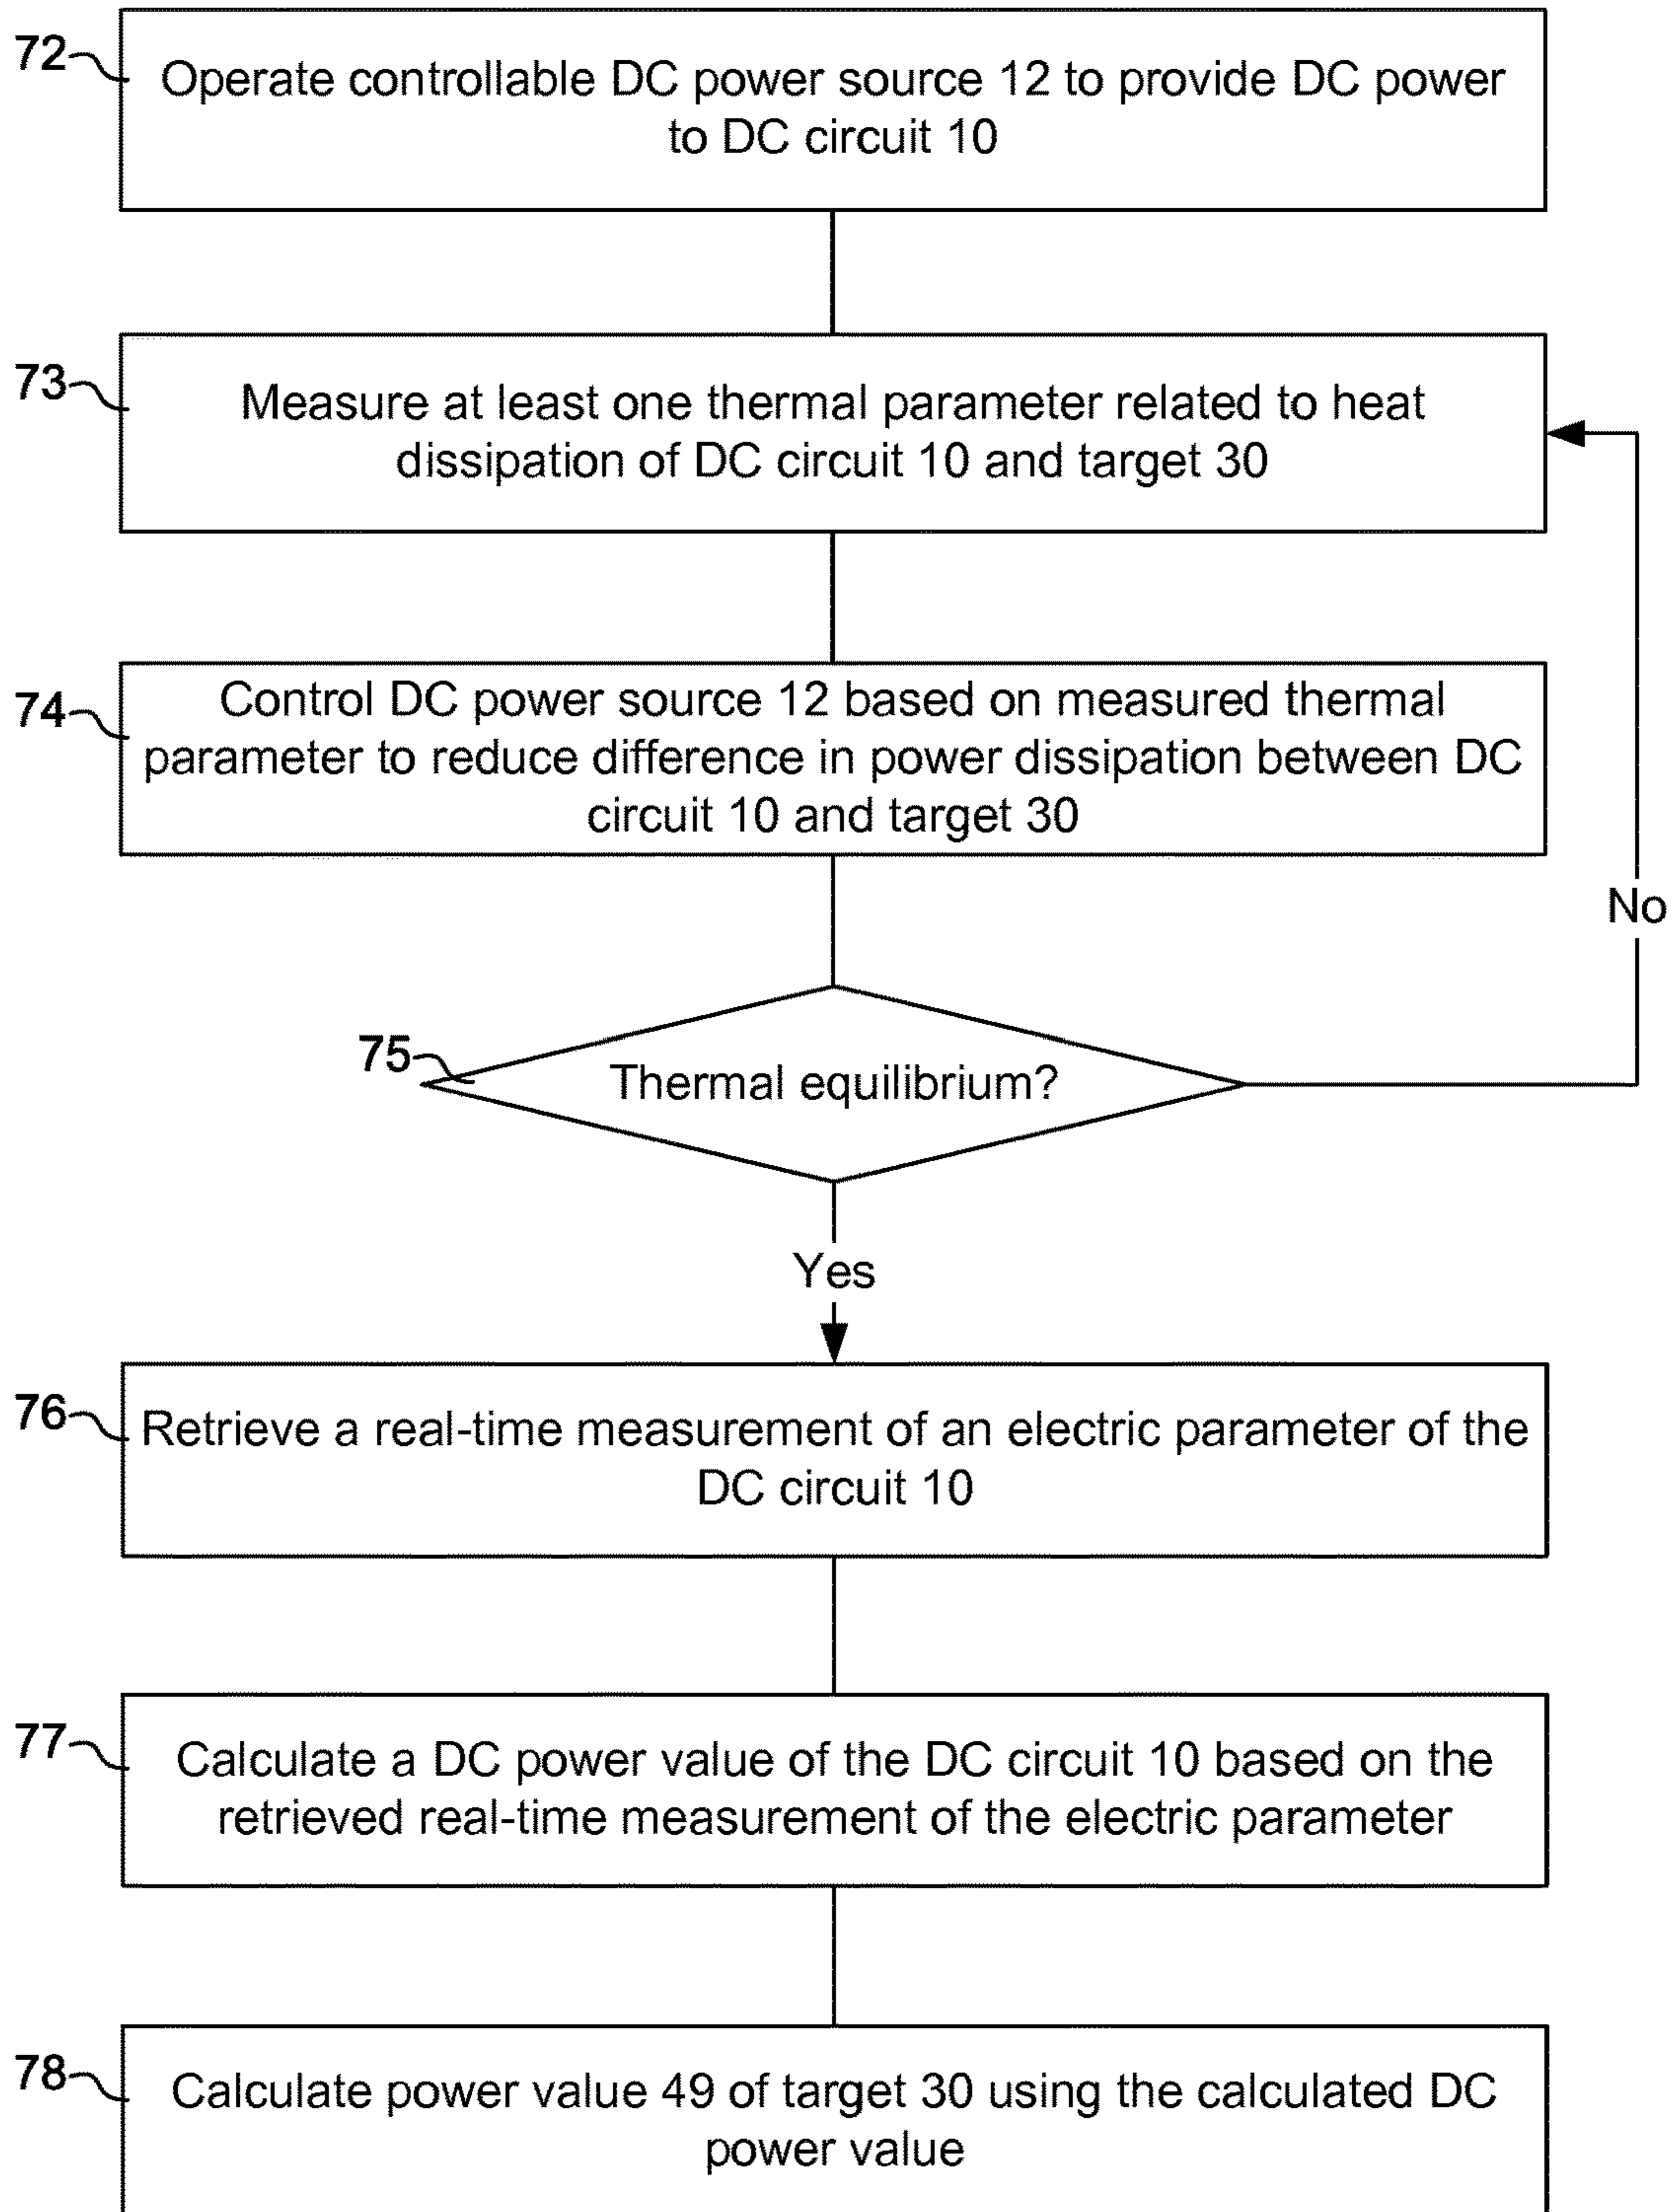 72
Operate controllable DC power source 12 to provide DC power
to DC circuit 10
73
Measure at least one thermal parameter related to heat
dissipation of DC circuit 10 and target 30
74
Control DC power source 12 based on measured thermal
parameter to reduce difference in power dissipation between DC
circuit 10 and target 30
No
75
Thermal equilibrium?
Yes
76
Retrieve a real-time measurement of an electric parameter of the
DC circuit 10
77
Calculate a DC power value of the DC circuit 10 based on the
retrieved real-time measurement of the electric parameter
78
Calculate power value 49 of target 30 using the calculated DC
power value